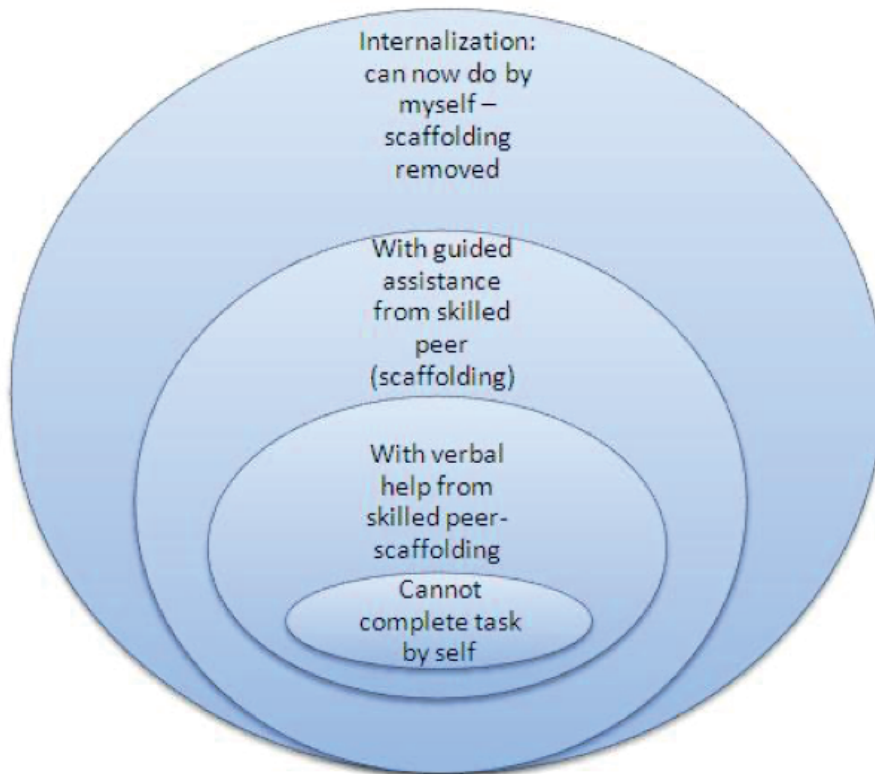 Internalization:
can now do by
myself –
scaffolding
removed
With guided
assistance
from skilled
peer
(scaffolding)
With verbal
help from
skilled peer-
scaffolding
Cannot
complete task
by self